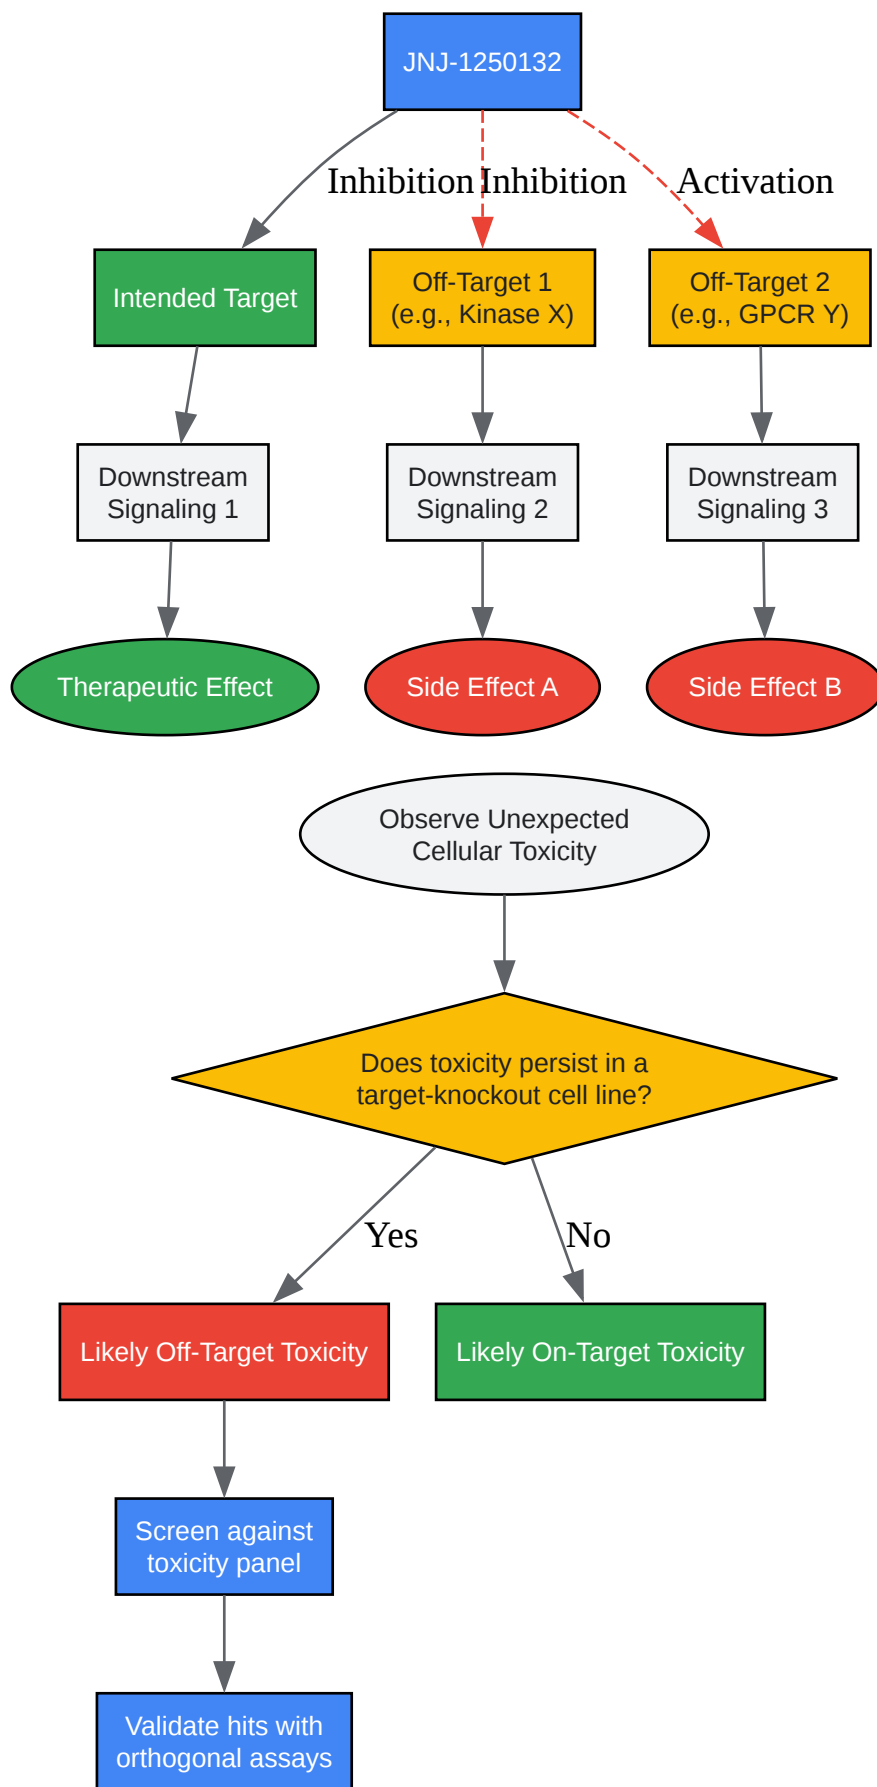 JNJ-1250132
Inhibition
Inhibition
Activation
Intended Target
Off-Target 1
(e.g., Kinase X)
Off-Target 2
(e.g., GPCR Y)
Downstream
Signaling 1
Downstream
Signaling 2
Downstream
Signaling 3
Therapeutic Effect
Side Effect A
Side Effect B
Observe Unexpected
Cellular Toxicity
Does toxicity persist in a
target-knockout cell line?
Yes
No
Likely Off-Target Toxicity
Likely On-Target Toxicity
Screen against
toxicity panel
Validate hits with
orthogonal assays